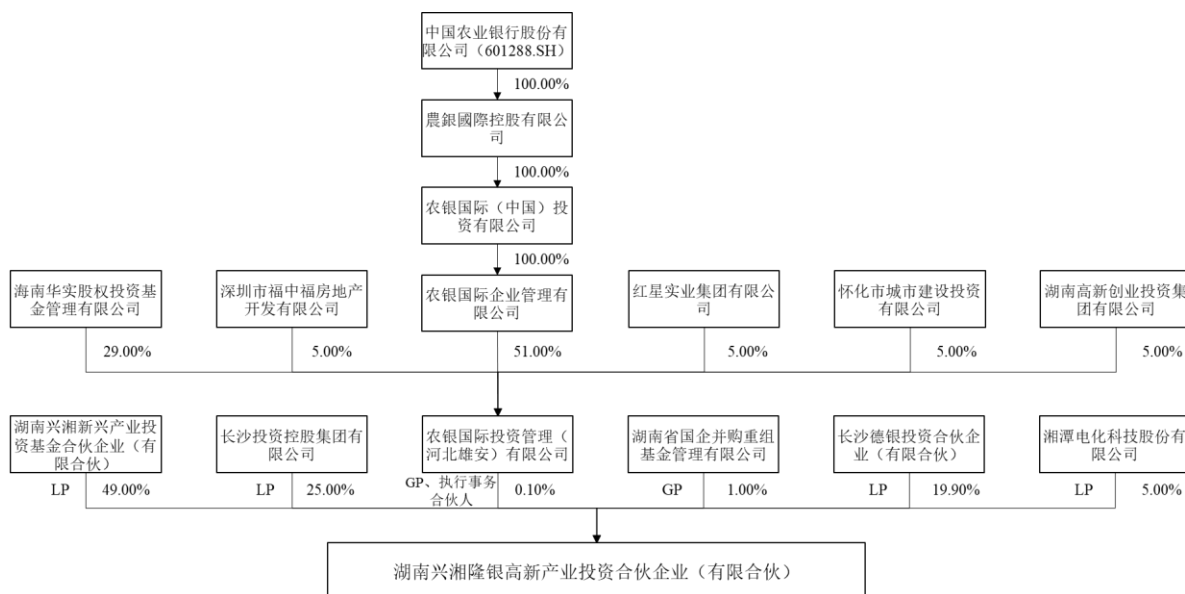 中国农业银行股份有
限公司（601288.SH）
100.00%
農銀國際控股有限公
司
100.00%
农银国际（中国）投
资有限公司
100.00%
海南华实股权投资基
金管理有限公司
深圳市福中福房地产
开发有限公司
农银国际企业管理有
限公司
红星实业集团有限公
司
怀化市城市建设投资
有限公司
湖南高新创业投资集
团有限公司
29.00%
5.00%
51.00%
5.00%
5.00%
5.00%
湖南兴湘新兴产业投
资基金合伙企业（有
限合伙）
长沙投资控股集团有
限公司
农银国际投资管理（
河北雄安）有限公司
湖南省国企并购重组
基金管理有限公司
长沙德银投资合伙企
业（有限合伙）
湘潭电化科技股份有
限公司
LP 49.00%
LP 25.00%
GP、执行事务
合伙人
0.10%
GP 1.00%
LP 19.90%
LP 5.00%
湖南兴湘隆银高新产业投资合伙企业（有限合伙）